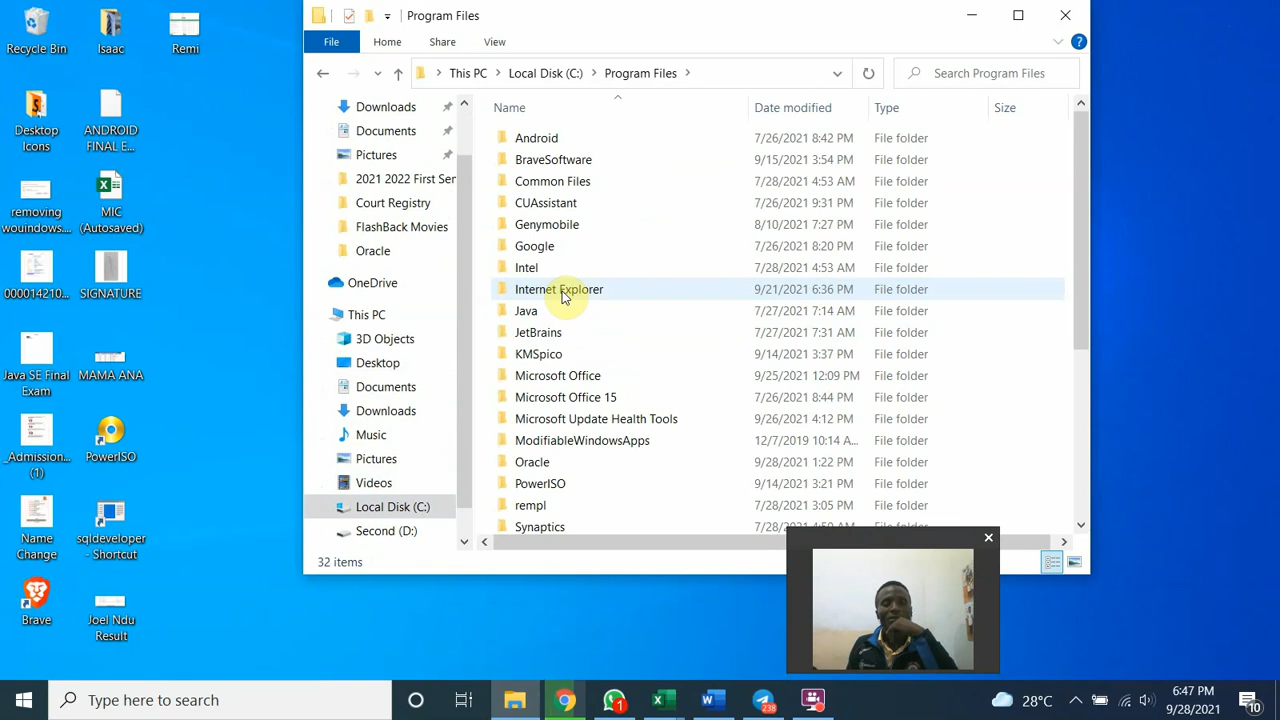 Recycle Bin
Isaac
Remi
Desktop
Icons
ANDROID
FINAL E...
removing
wouindows....
MIC
(Autosaved)
000014210...
SIGNATURE
Java SE Final
Exam
MAMA ANA
_Admission...
(1)
PowerISO
Name
Change
sqldeveloper
- Shortcut
Brave
Joel Ndu
Result
Program Files
File
Home
Share
View
This PC
Local Disk (C:)
Program Files
Search Program Files
Downloads
Documents
Pictures
2021 2022 First Ser
Court Registry
FlashBack Movies
Oracle
OneDrive
This PC
3D Objects
Desktop
Documents
Downloads
Music
Pictures
Videos
Local Disk (C:)
Second (D:)
Name Date modified Type Size
Android 7/26/2021 8:42 PM File folder
BraveSoftware 9/15/2021 3:54 PM File folder
Common Files 7/28/2021 4:53 AM File folder
CUAssistant 7/26/2021 9:31 PM File folder
Genymobile 8/10/2021 7:27 PM File folder
Google 7/26/2021 8:20 PM File folder
Intel 7/28/2021 4:53 AM File folder
Internet Explorer 9/21/2021 6:36 PM File folder
Java 7/27/2021 7:14 AM File folder
JetBrains 7/27/2021 7:31 AM File folder
KMSpico 9/14/2021 3:37 PM File folder
Microsoft Office 9/25/2021 12:09 PM File folder
Microsoft Office 15 7/26/2021 8:44 PM File folder
Microsoft Update Health Tools 9/26/2021 4:12 PM File folder
ModifiableWindowsApps 12/7/2019 10:14 A... File folder
Oracle 9/28/2021 1:22 PM File folder
PowerISO 9/14/2021 3:21 PM File folder
rempl 7/28/2021 3:05 PM File folder
Synaptics 7/28/2021 4:50 AM File folder
32 items
Type here to search
1
238
28°C
6:47 PM
9/28/2021
10